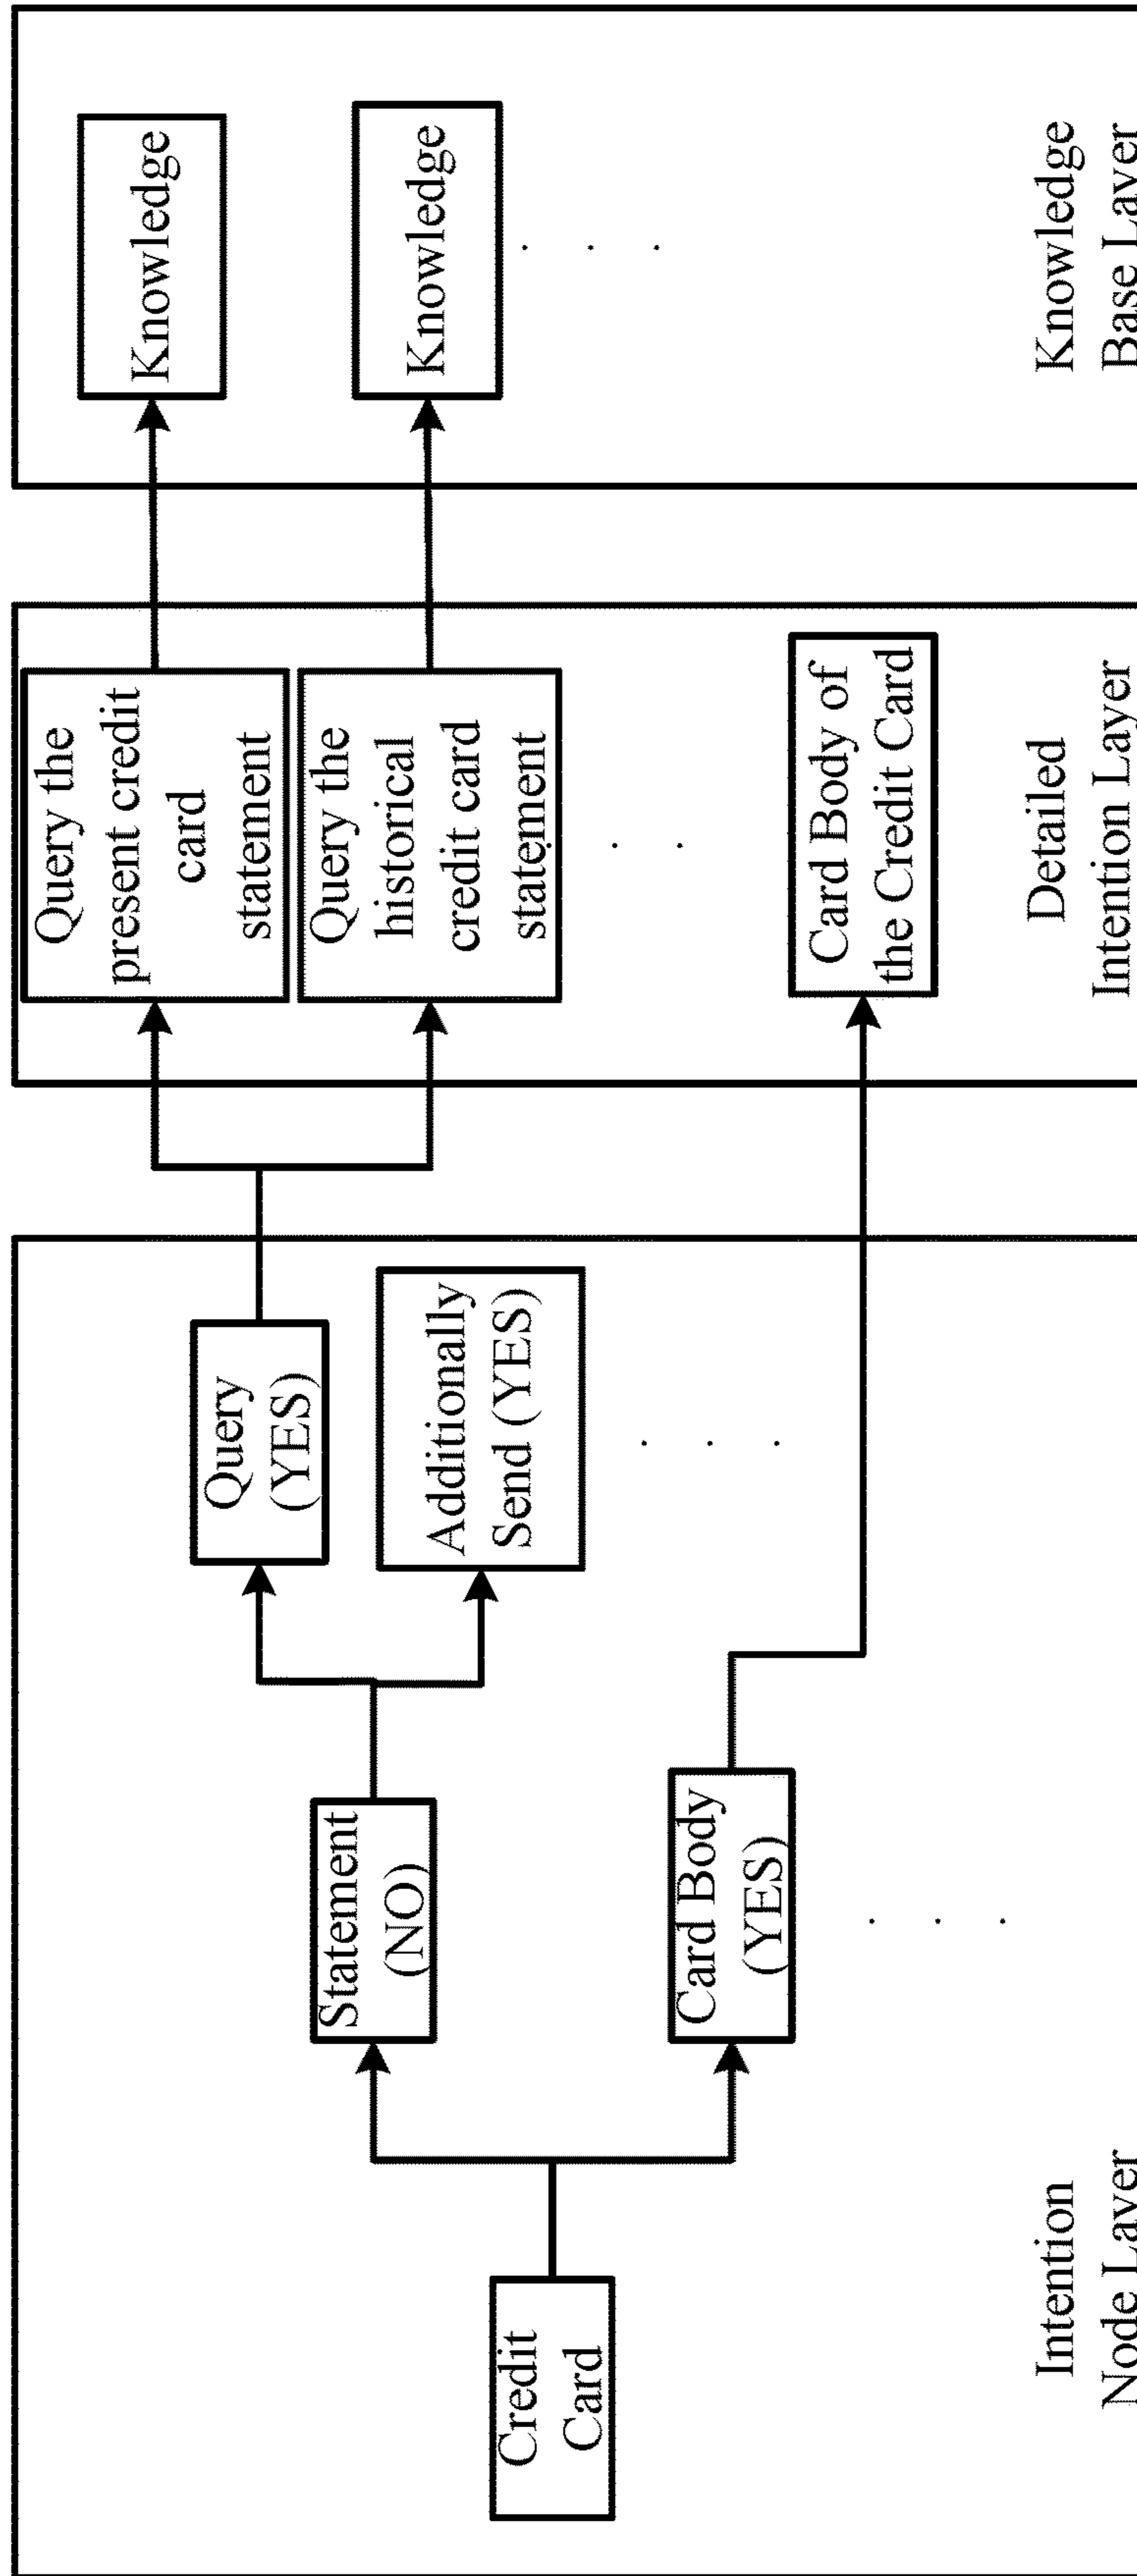 Credit
Card
Statement
(NO)
Card Body
(YES)
Query
(YES)
Additionally
Send (YES)
Intention
Node Layer
Query the
present credit
card
statement
Query the
historical
credit card
statement
Card Body of
the Credit Card
Detailed
Intention Layer
Knowledge
Knowledge
Knowledge
Base Layer